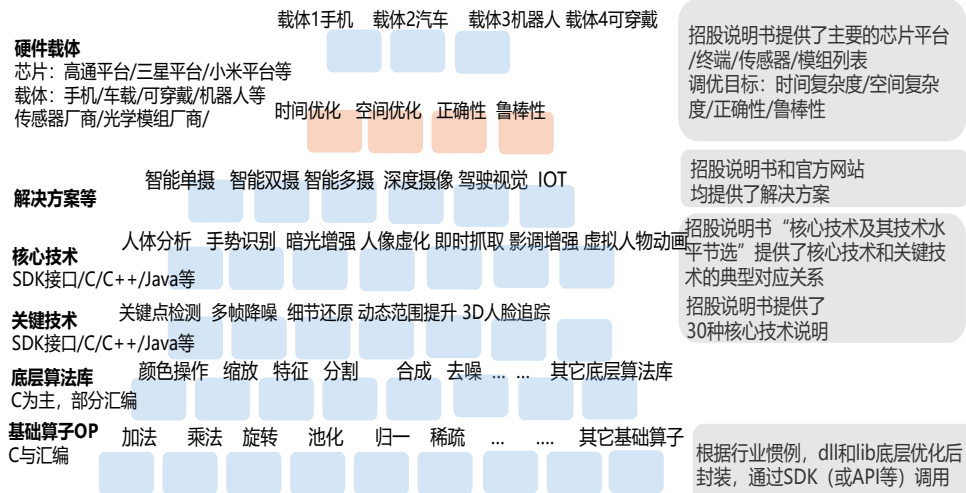 载体1手机 载体2汽车 载体3机器人 载体4可穿戴
硬件载体
芯片：高通平台/三星平台/小米平台等
载体：手机/车载/可穿戴/机器人等
传感器厂商/光学模组厂商/
时间优化 空间优化 正确性 鲁棒性
招股说明书提供了主要的芯片平台
/终端/传感器/模组列表
调优目标：时间复杂度/空间复杂
度/正确性/鲁棒性
解决方案等
智能单摄 智能双摄 智能多摄 深度摄像 驾驶视觉 IOT
招股说明书和官方网站
均提供了解决方案
核心技术
SDK接口/C/C++/Java等
人体分析 手势识别 暗光增强 人像虚化 即时抓取 影调增强 虚拟人物动画
招股说明书“核心技术及其技术水
平节选”提供了核心技术和关键技
术的典型对应关系
招股说明书提供了
30种核心技术说明
关键技术
SDK接口/C/C++/Java等
关键点检测 多帧降噪 细节还原 动态范围提升 3D人脸追踪
底层算法库
C为主，部分汇编
颜色操作 缩放 特征 分割 合成 去噪 ... ... 其它底层算法库
基础算子OP
C与汇编
加法 乘法 旋转 池化 归一 稀疏 ... .... 其它基础算子
根据行业惯例，dll和lib底层优化后
封装，通过SDK（或API等）调用